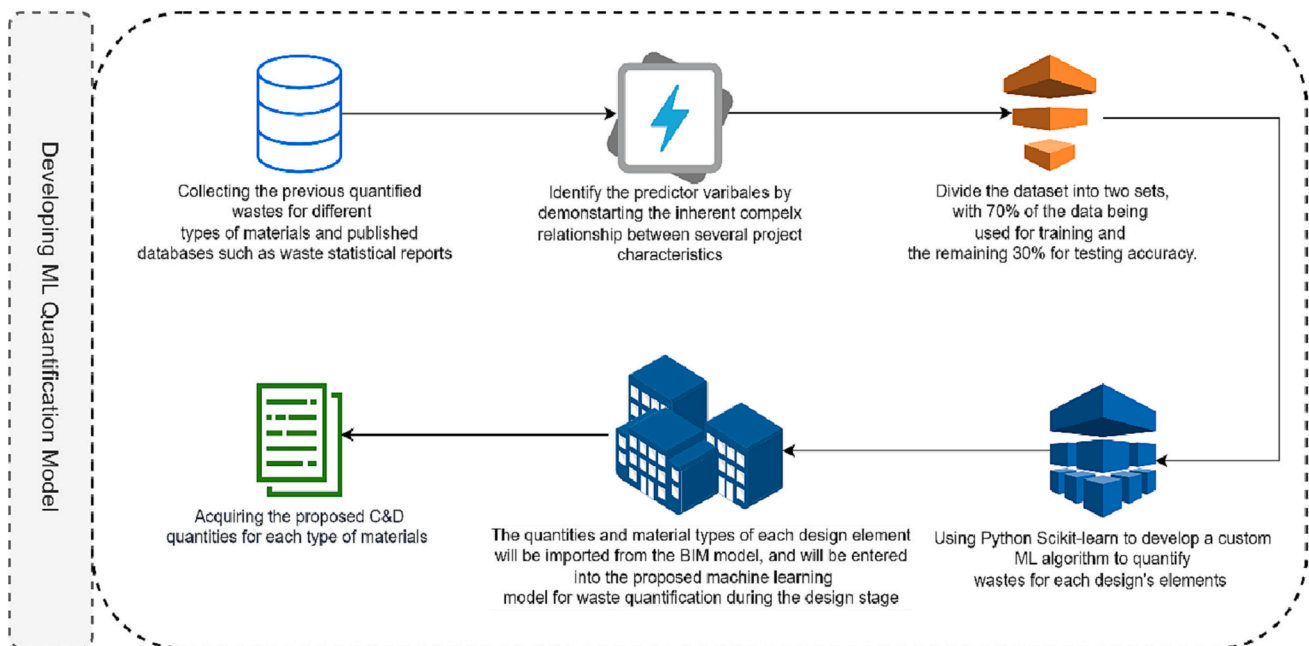 Developing ML Quantification Model
Collecting the previous quantified
wastes for different
types of materials and published
databases such as waste statistical reports
Identify the predictor varibales by
demonstarting the inherent compelx
relationship between several project
characteristics
Divide the dataset into two sets,
with 70% of the data being
used for training and
the remaining 30% for testing accuracy.
Using Python Scikit-learn to develop a custom
ML algorithm to quantify
wastes for each design's elements
The quantities and material types of each design element
will be imported from the BIM model, and will be entered
into the proposed machine learning
model for waste quantification during the design stage
Acquiring the proposed C&D
quantities for each type of materials